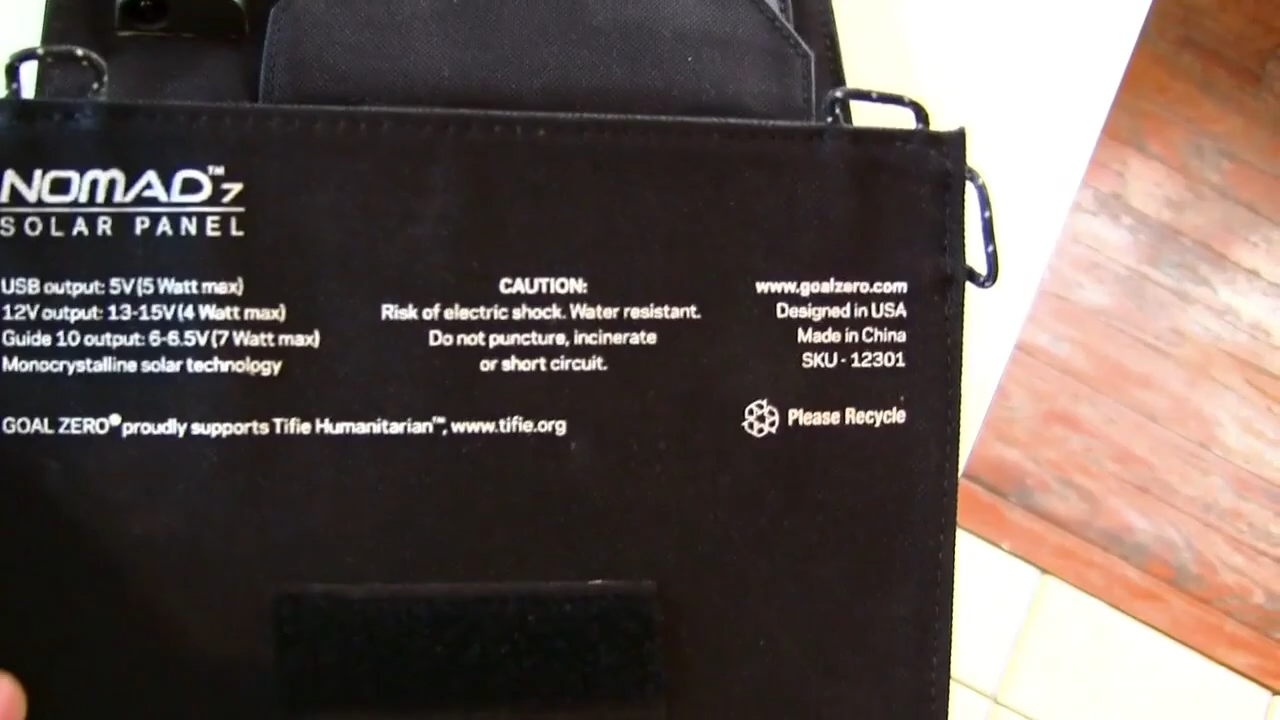 NOMAD™7
SOLAR PANEL
USB output: 5V (5 Watt max)
12V output: 13-15V (4 Watt max)
Guide 10 output: 6-6.5V (7 Watt max)
Monocrystalline solar technology
CAUTION:
Risk of electric shock. Water resistant.
Do not puncture, incinerate
or short circuit.
www.goalzero.com
Designed in USA
Made in China
SKU - 12301
GOAL ZERO® proudly supports Tifie Humanitarian™, www.tifie.org
Please Recycle